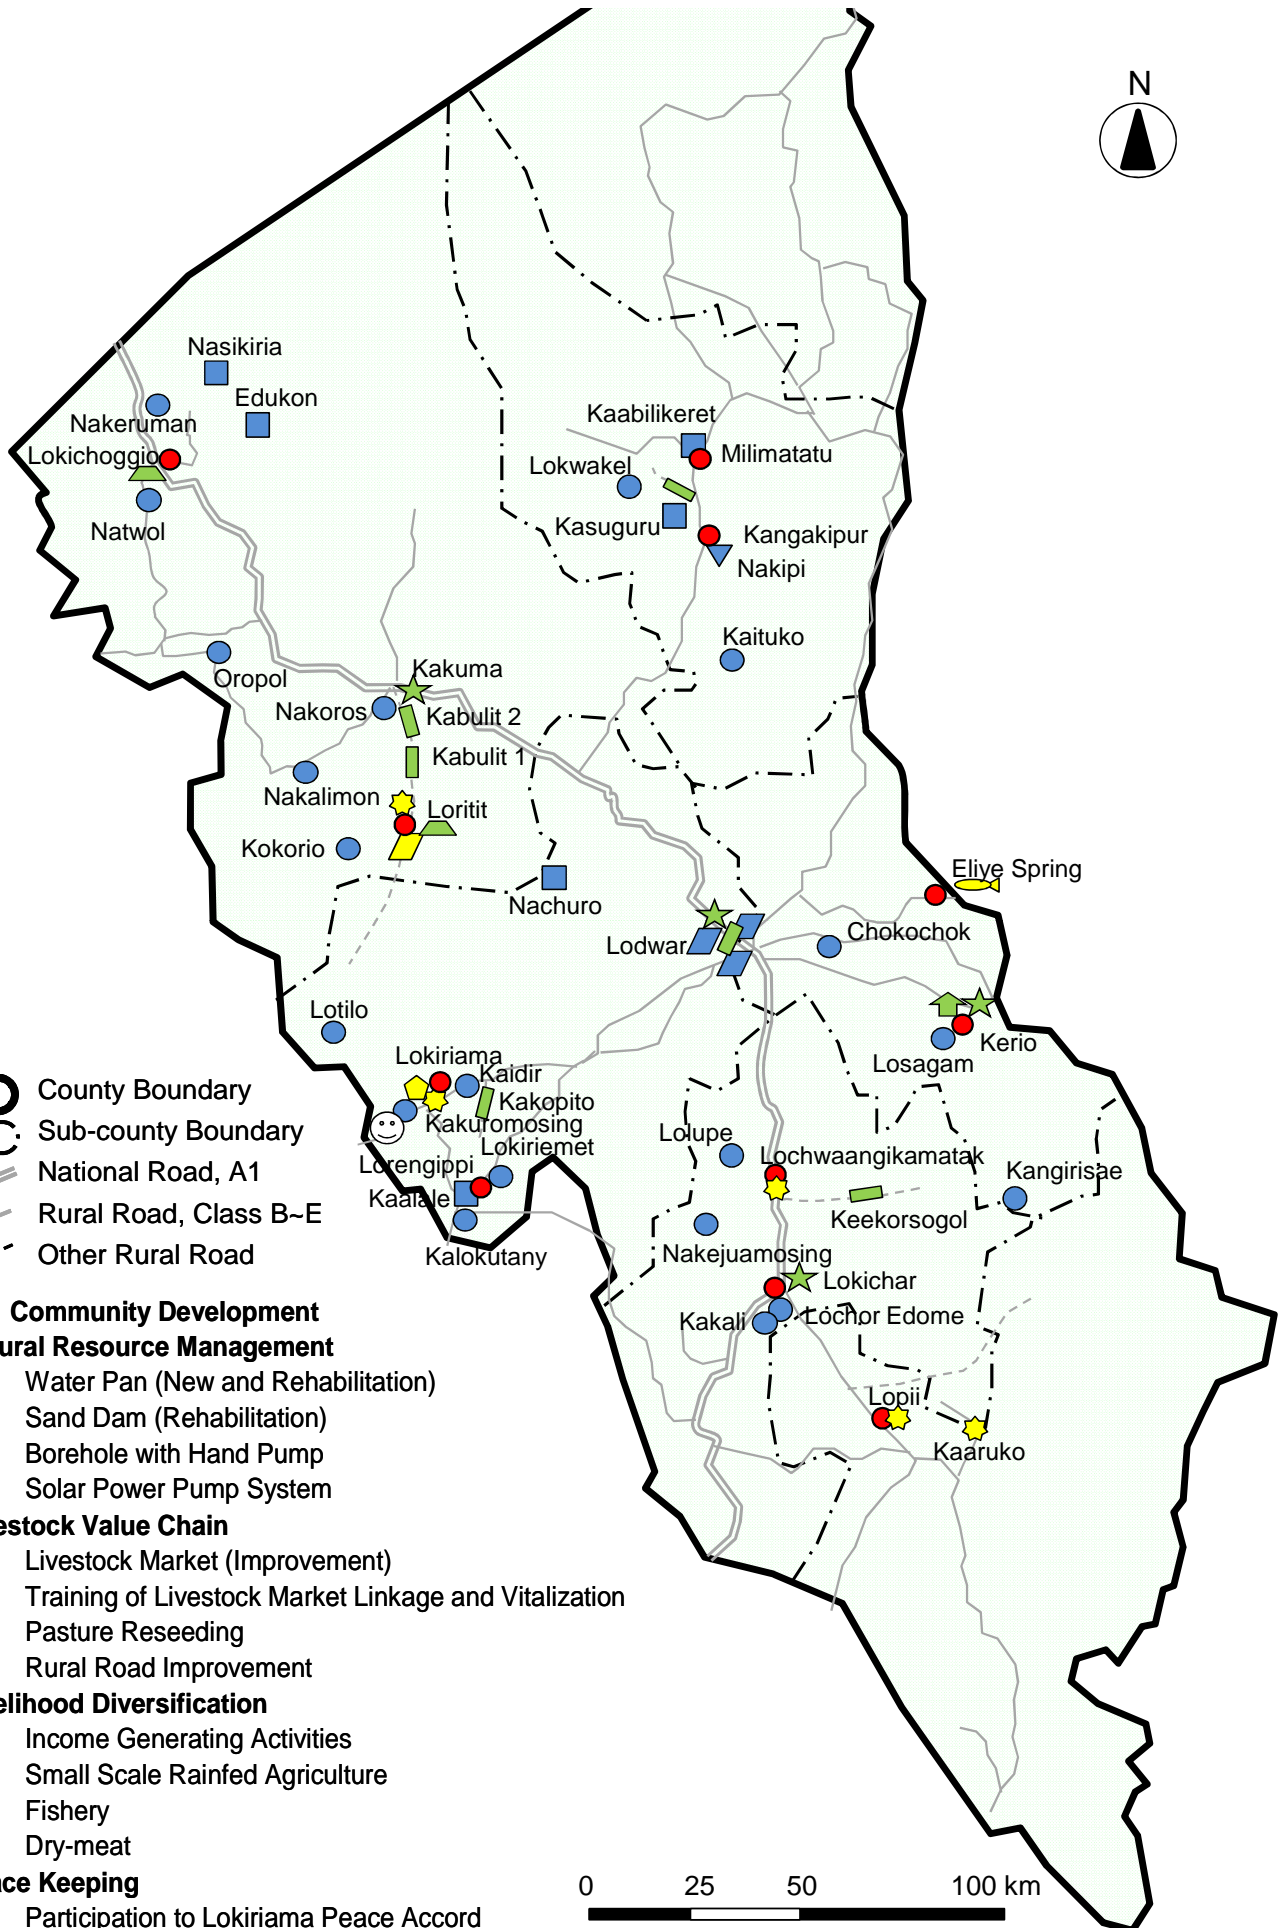 N
Nasikiria
Edukon
Nakeruman
Lokichoggio
Natwol
Kaabilikeret
Milimatatu
Lokwakel
Kasuguru
Kangakipur
Nakipi
Kaituko
Oropol
Kakuma
Nakoros
Kabulit 2
Kabulit 1
Nakalimon
Loritit
Kokorio
Nachuro
Eliye Spring
Chokochok
Lodwar
Lotilo
Kerio
Losagam
Lokiriama
Kaidir
Kakopito
Kakuromosing
Lokiriemet
Lorengippi
Kaalale
Kalokutany
Lolupe
Lochwaangikamatak
Kangirisae
Keekorsogol
Nakejuamosing
Lokichar
Lochor Edome
Kakali
Lopii
Kaaruko
County Boundary
Sub-county Boundary
National Road, A1
Rural Road, Class B~E
Other Rural Road
Community Development
ural Resource Management
Water Pan (New and Rehabilitation)
Sand Dam (Rehabilitation)
Borehole with Hand Pump
Solar Power Pump System
estock Value Chain
Livestock Market (Improvement)
Training of Livestock Market Linkage and Vitalization
Pasture Reseeding
Rural Road Improvement
elihood Diversification
Income Generating Activities
Small Scale Rainfed Agriculture
Fishery
Dry-meat
ace Keeping
Participation to Lokiriama Peace Accord
0 25 50 100 km